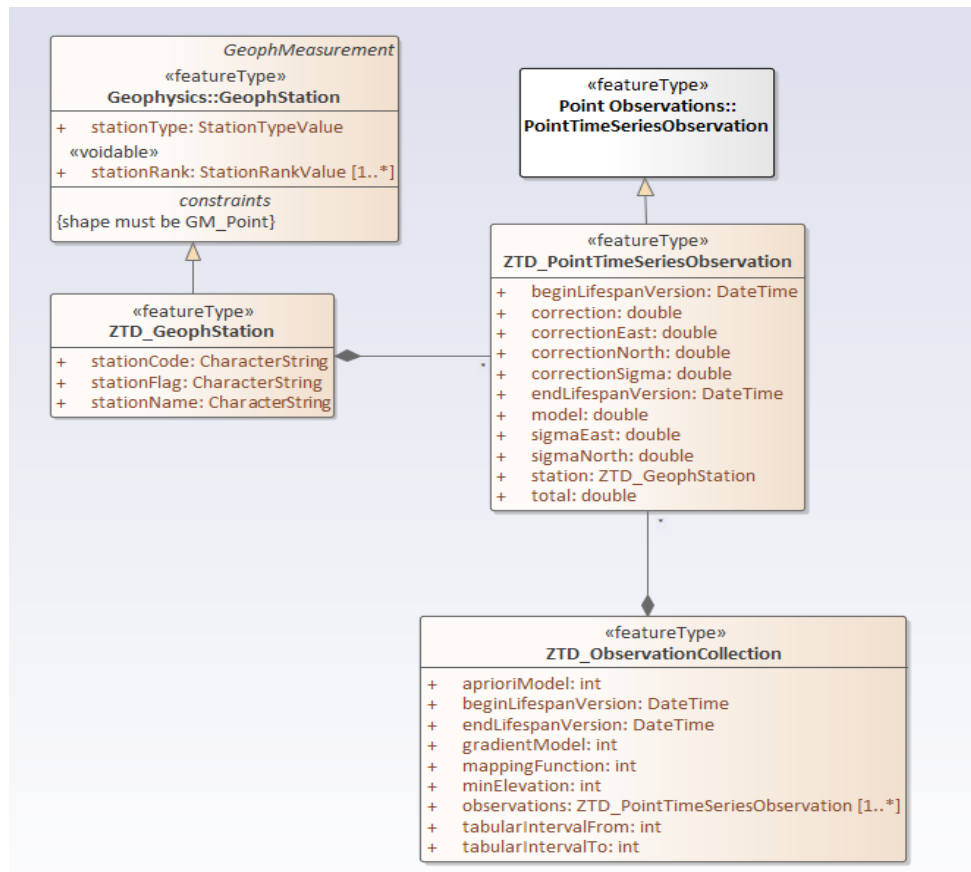 GeophMeasurement
«featureType»
Geophysics::GeophStation
+ stationType: StationTypeValue
«voidable»
+ stationRank: StationRankValue [1..*]
constraints
{shape must be GM_Point}
«featureType»
Point Observations::
PointTimeSeriesObservation
«featureType»
ZTD_GeophStation
+ stationCode: CharacterString
+ stationFlag: CharacterString
+ stationName: CharacterString
*
«featureType»
ZTD_PointTimeSeriesObservation
+ beginLifespanVersion: DateTime
+ correction: double
+ correctionEast: double
+ correctionNorth: double
+ correctionSigma: double
+ endLifespanVersion: DateTime
+ model: double
+ sigmaEast: double
+ sigmaNorth: double
+ station: ZTD_GeophStation
+ total: double
*
«featureType»
ZTD_ObservationCollection
+ aprioriModel: int
+ beginLifespanVersion: DateTime
+ endLifespanVersion: DateTime
+ gradientModel: int
+ mappingFunction: int
+ minElevation: int
+ observations: ZTD_PointTimeSeriesObservation [1..*]
+ tabularIntervalFrom: int
+ tabularIntervalTo: int